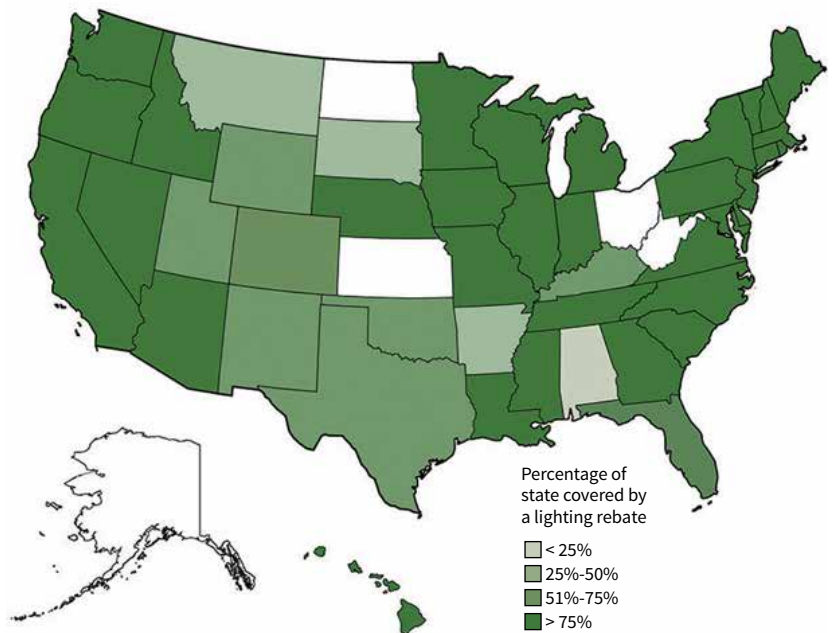 Percentage of
state covered by
a lighting rebate
< 25%
25%-50%
51%-75%
> 75%